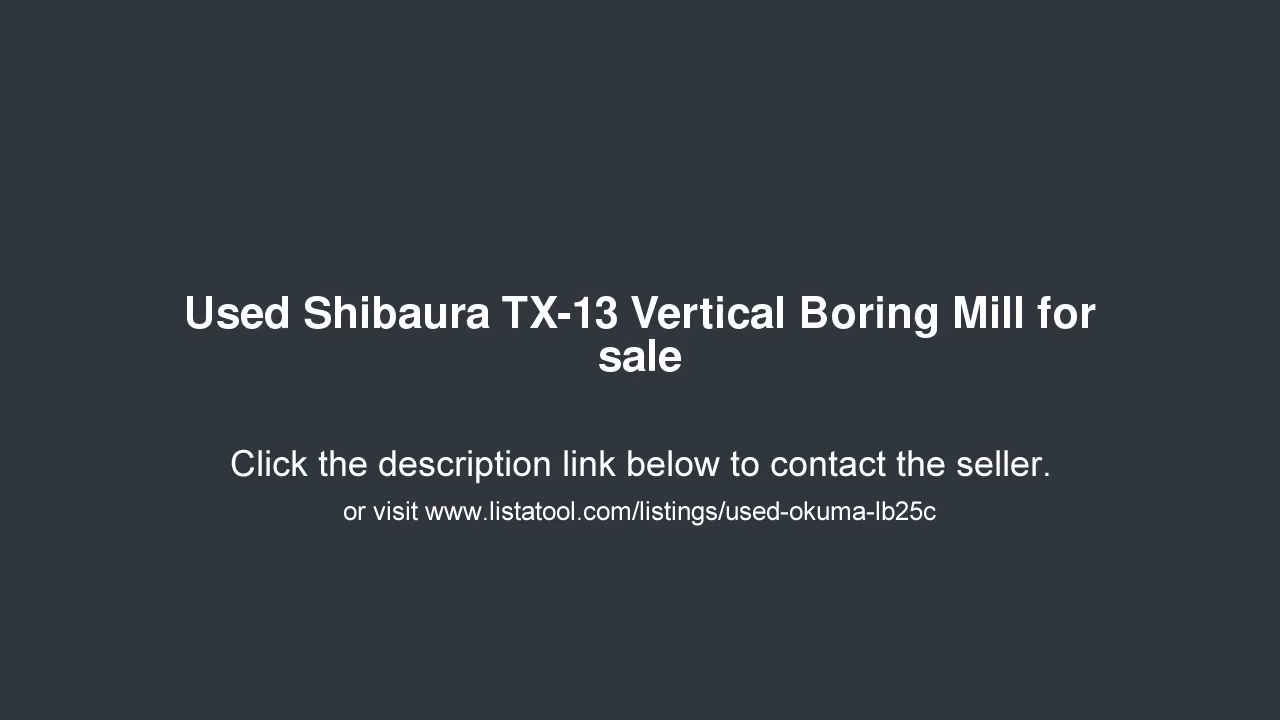 Used Shibaura TX-13 Vertical Boring Mill for
sale
Click the description link below to contact the seller.
or visit www.listatool.com/listings/used-okuma-lb25c